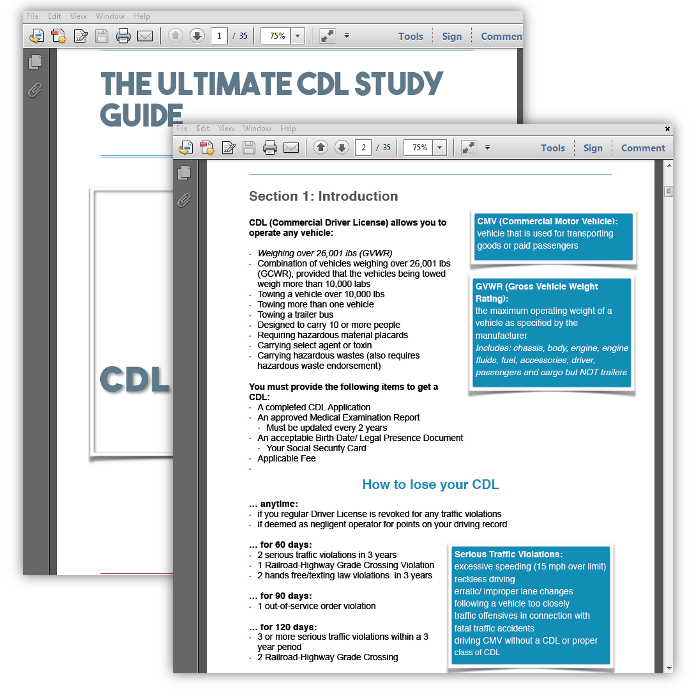 File Edit View Window Help
1 / 35 75% Tools Sign Commen
THE ULTIMATE CDL STUDY
GUIDE
CDL
File Edit View Window Help
2 / 35 75% Tools Sign Comment
Section 1: Introduction
CDL (Commercial Driver License) allows you to
operate any vehicle:
- Weighing over 26,001 lbs (GVWR)
- Combination of vehicles weighing over 26,001 lbs
(GCWR), provided that the vehicles being towed
weigh more than 10,000 labs
- Towing a vehicle over 10,000 lbs
- Towing more than one vehicle
- Towing a trailer bus
- Designed to carry 10 or more people
- Requiring hazardous material placards
- Carrying select agent or toxin
- Carrying hazardous wastes (also requires
hazardous waste endorsement)
CMV (Commercial Motor Vehicle):
vehicle that is used for transporting
goods or paid passengers
GVWR (Gross Vehicle Weight
Rating):
the maximum operating weight of a
vehicle as specified by the
manufacturer
Includes: chassis, body, engine, engine
fluids, fuel, accessories, driver,
passengers and cargo but NOT trailers
You must provide the following items to get a
CDL:
- A completed CDL Application
- An approved Medical Examination Report
- Must be updated every 2 years
- An acceptable Birth Date/ Legal Presence Document
- Your Social Security Card
- Applicable Fee
-
How to lose your CDL
... anytime:
- if you regular Driver License is revoked for any traffic violations
- if deemed as negligent operator for points on your driving record
... for 60 days:
- 2 serious traffic violations in 3 years
- 1 Railroad-Highway Grade Crossing Violation
- 2 hands free/texting law violations in 3 years
... for 90 days:
- 1 out-of-service order violation
... for 120 days:
- 3 or more serious traffic violations within a 3
year period
- 2 Railroad-Highway Grade Crossing
Serious Traffic Violations:
excessive speeding (15 mph over limit)
reckless driving
erratic/ improper lane changes
following a vehicle too closely
traffic offensives in connection with
fatal traffic accidents
driving CMV without a CDL or proper
class of CDL